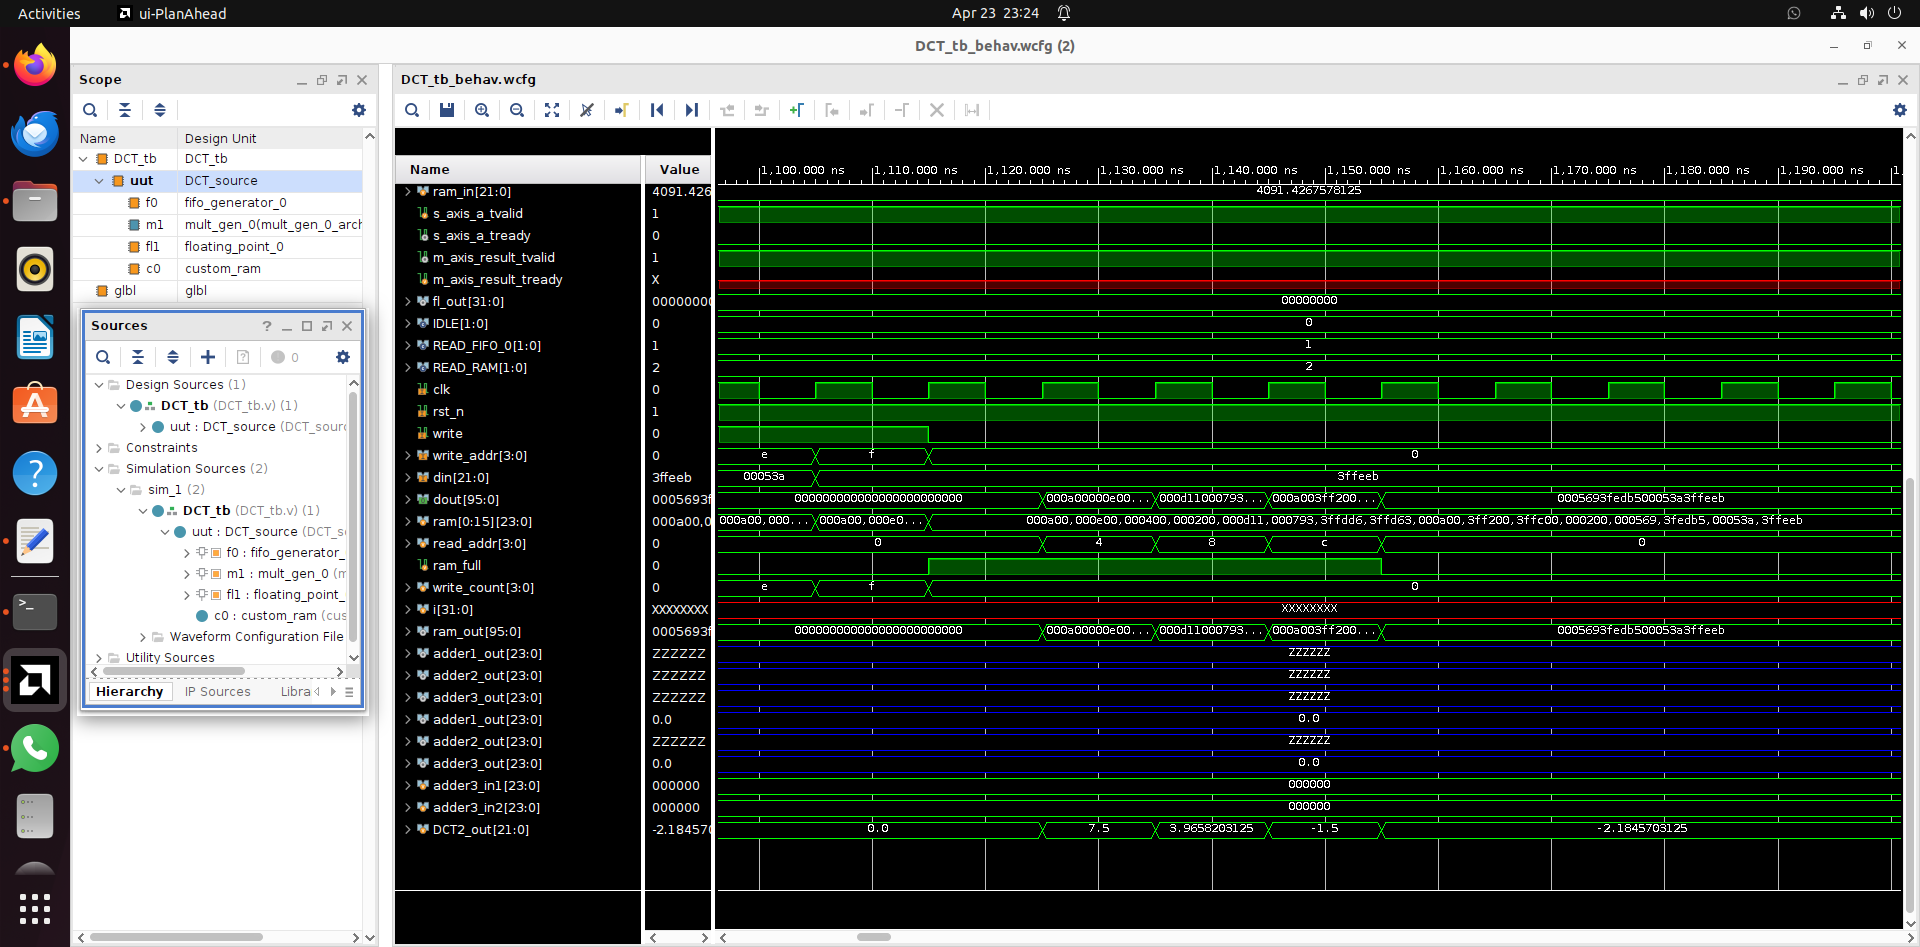 Activities
ui-PlanAhead
Apr 23 23:24
DCT_tb_behav.wcfg (2)
Scope
Name Design Unit
DCT_tb DCT_tb
uut DCT_source
f0 fifo_generator_0
m1 mult_gen_0(mult_gen_0_arch
fl1 floating_point_0
c0 custom_ram
glbl glbl
Sources
0
Design Sources (1)
DCT_tb (DCT_tb.v) (1)
uut : DCT_source (DCT_sourc
Constraints
Simulation Sources (2)
sim_1 (2)
DCT_tb (DCT_tb.v) (1)
uut : DCT_source (DCT_s
f0 : fifo_generator_
m1 : mult_gen_0 (m
fl1 : floating_point_
c0 : custom_ram (cus
Waveform Configuration File
Utility Sources
Hierarchy IP Sources Libra
DCT_tb_behav.wcfg
Name Value
1,100.000 ns 1,110.000 ns 1,120.000 ns 1,130.000 ns 1,140.000 ns 1,150.000 ns 1,160.000 ns 1,170.000 ns 1,180.000 ns 1,190.000 ns 1,
ram_in[21:0] 4091.426 4091.4267578125
s_axis_a_tvalid 1
s_axis_a_tready 0
m_axis_result_tvalid 1
m_axis_result_tready X
fl_out[31:0] 00000000 00000000
IDLE[1:0] 0 0
READ_FIFO_0[1:0] 1 1
READ_RAM[1:0] 2 2
clk 0
rst_n 1
write 0
write_addr[3:0] 0 e f 0
din[21:0] 3ffeeb 00053a 3ffeeb
dout[95:0] 0005693f 000000000000000000000000 000a00000e00... 000d11000793... 000a003ff200... 0005693fedb500053a3ffeeb
ram[0:15][23:0] 000a00,0 000a00,000... 000a00,000e0... 000a00,000e00,000400,000200,000d11,000793,3ffdd6,3ffd63,000a00,3ff200,3ffc00,000200,000569,3fedb5,00053a,3ffeeb
read_addr[3:0] 0 0 4 8 c 0
ram_full 0
write_count[3:0] 0 e f 0
i[31:0] XXXXXXXX XXXXXXXX
ram_out[95:0] 0005693f 000000000000000000000000 000a00000e00... 000d11000793... 000a003ff200... 0005693fedb500053a3ffeeb
adder1_out[23:0] ZZZZZZ ZZZZZZ
adder2_out[23:0] ZZZZZZ ZZZZZZ
adder3_out[23:0] ZZZZZZ ZZZZZZ
adder1_out[23:0] 0.0 0.0
adder2_out[23:0] ZZZZZZ ZZZZZZ
adder3_out[23:0] 0.0 0.0
adder3_in1[23:0] 000000 000000
adder3_in2[23:0] 000000 000000
DCT2_out[21:0] -2.18457 0.0 7.5 3.9658203125 -1.5 -2.1845703125